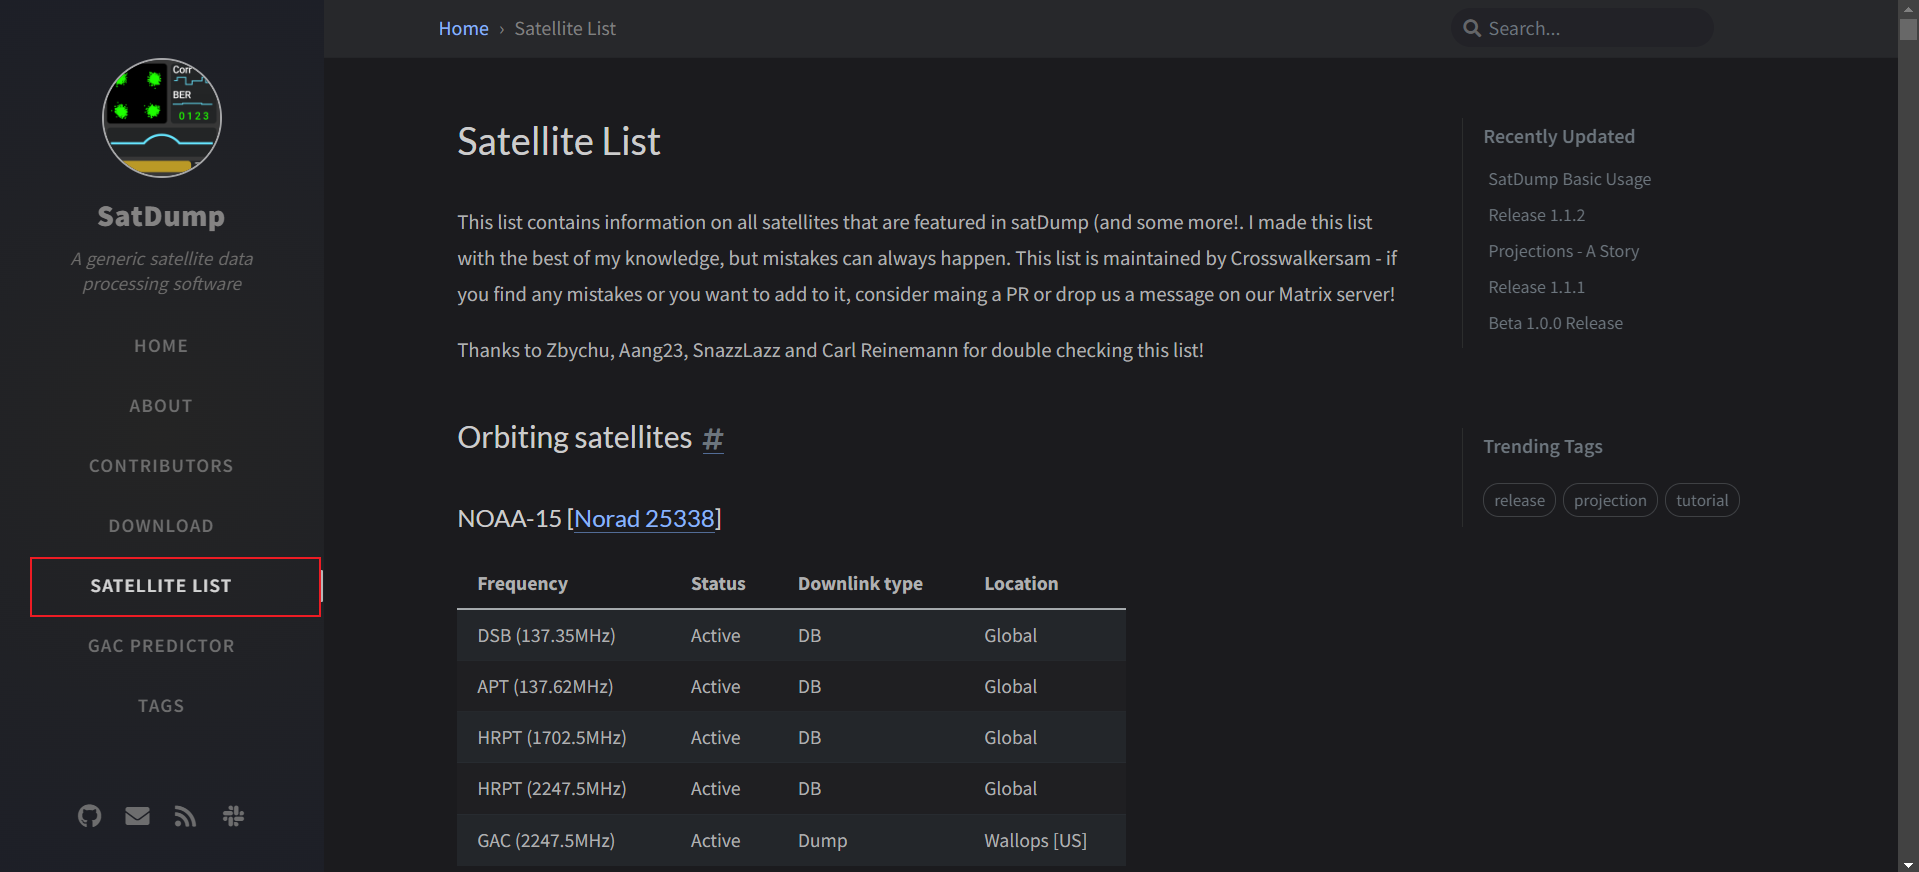 Corr
BER
0123
SatDump
A generic satellite data
processing software
HOME
ABOUT
CONTRIBUTORS
DOWNLOAD
SATELLITE LIST
GAC PREDICTOR
TAGS
Home › Satellite List
Search...
Satellite List
This list contains information on all satellites that are featured in satDump (and some more!. I made this list
with the best of my knowledge, but mistakes can always happen. This list is maintained by Crosswalkersam - if
you find any mistakes or you want to add to it, consider maing a PR or drop us a message on our Matrix server!
Thanks to Zbychu, Aang23, SnazzLazz and Carl Reinemann for double checking this list!
Orbiting satellites #
NOAA-15 [Norad 25338]
Frequency Status Downlink type Location
DSB (137.35MHz) Active DB Global
APT (137.62MHz) Active DB Global
HRPT (1702.5MHz) Active DB Global
HRPT (2247.5MHz) Active DB Global
GAC (2247.5MHz) Active Dump Wallops [US]
Recently Updated
SatDump Basic Usage
Release 1.1.2
Projections - A Story
Release 1.1.1
Beta 1.0.0 Release
Trending Tags
release projection tutorial